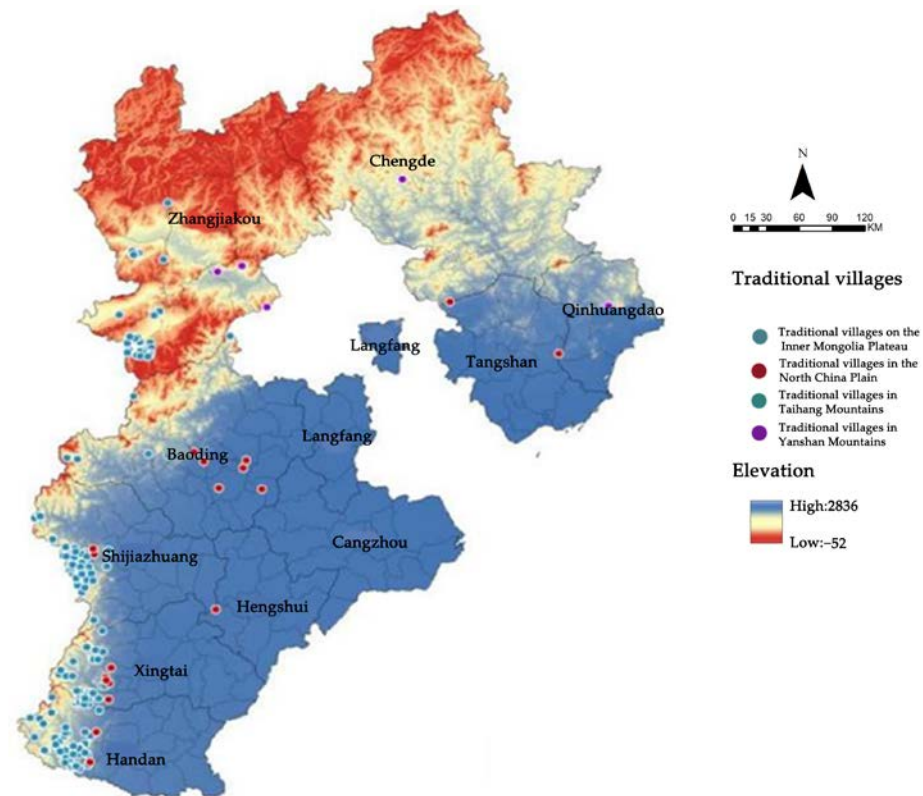 Chengde
Zhangjiakou
Qinhuangdao
Langfang
Tangshan
Langfang
Baoding
Cangzhou
Shijiazhuang
Hengshui
Xingtai
Handan
N
0 15 30 60 90 120
KM
Traditional villages
Traditional villages on the
Inner Mongolia Plateau
Traditional villages in the
North China Plain
Traditional villages in
Taihang Mountains
Traditional villages in
Yanshan Mountains
Elevation
High:2836
Low:–52